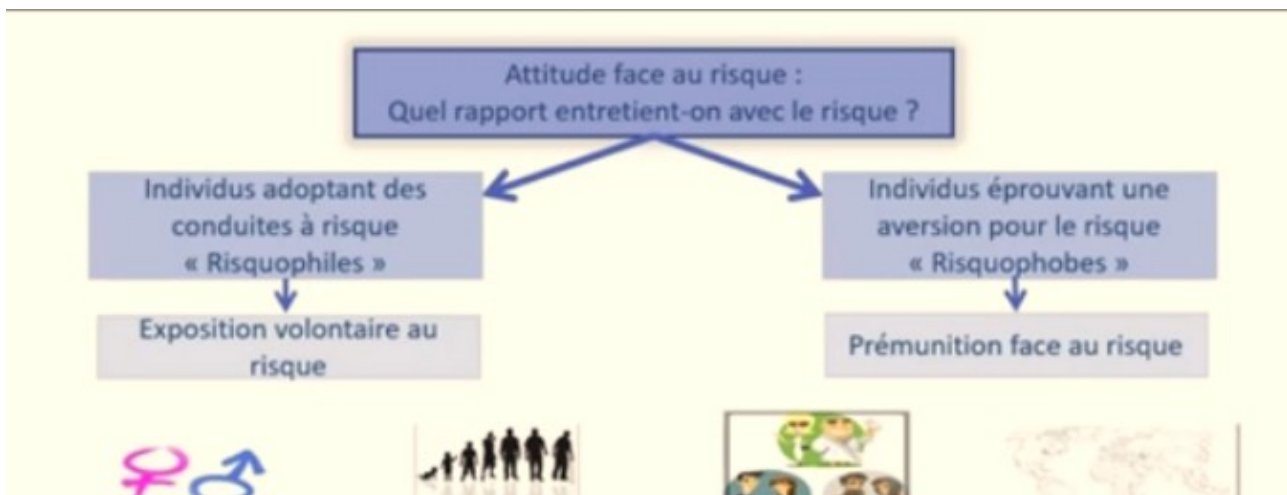 Attitude face au risque :
Quel rapport entretient-on avec le risque ?
Individus adoptant des
conduites à risque
« Risquophiles »
Exposition volontaire au
risque
Individus éprouvant une
aversion pour le risque
« Risquophobes »
Prémunition face au risque